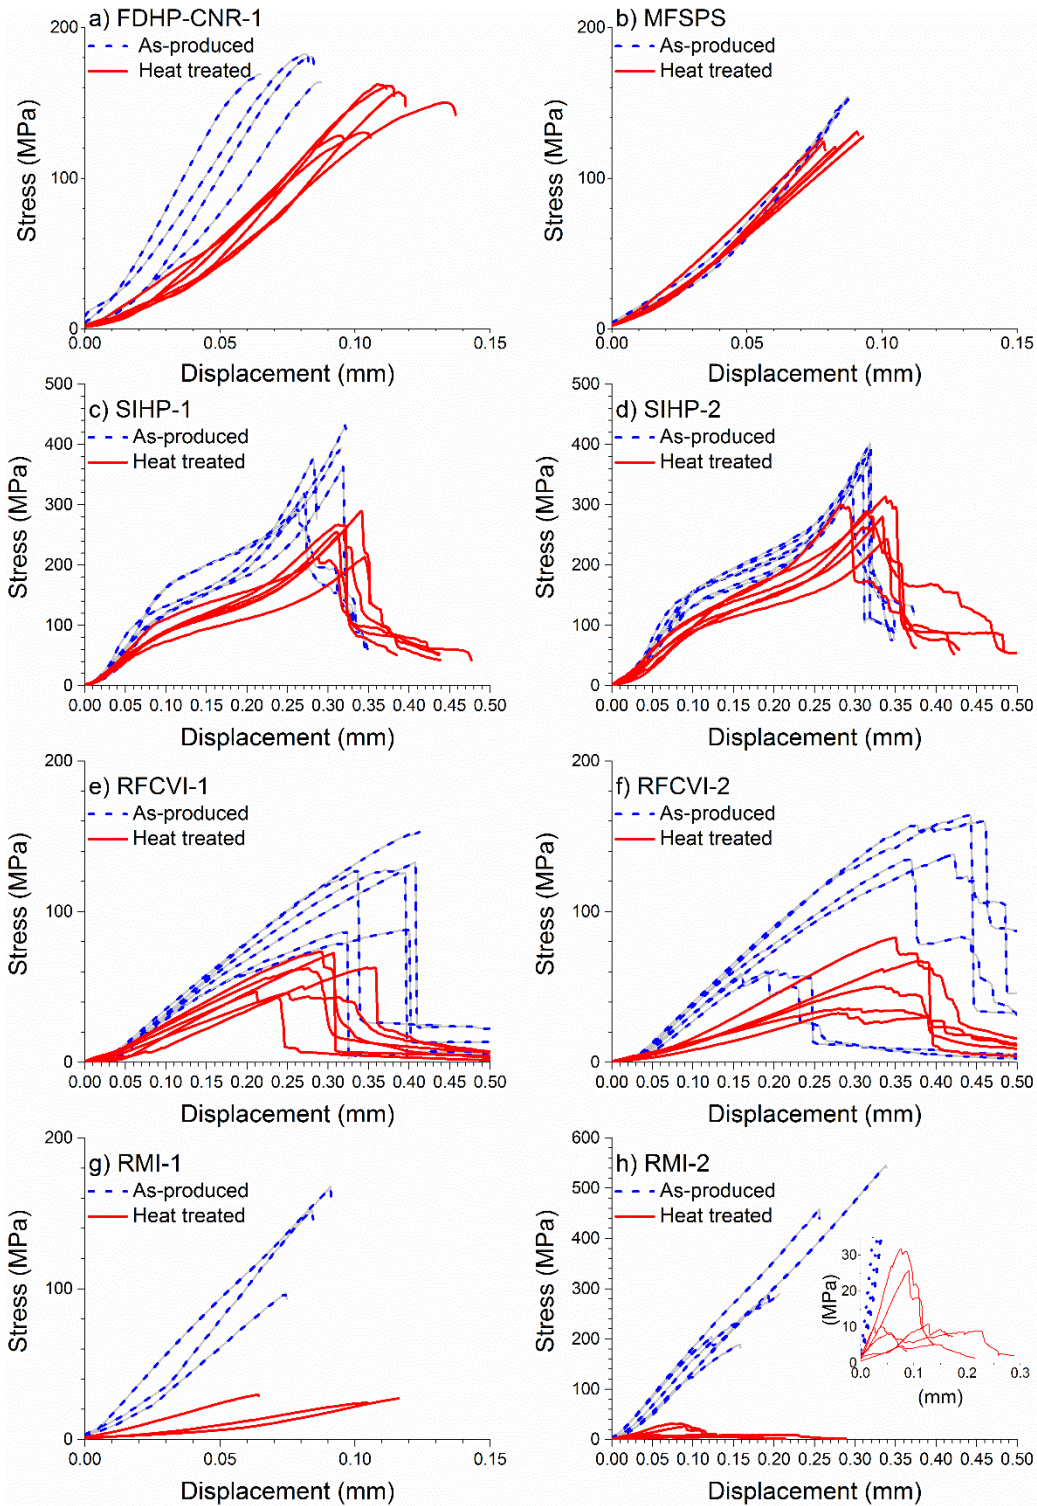 a) FDHP-CNR-1
As-produced
Heat treated
Stress (MPa)
200
100
0
0.00 0.05 0.10 0.15
Displacement (mm)
b) MFSPS
As-produced
Heat treated
Stress (MPa)
200
100
0
0.00 0.05 0.10 0.15
Displacement (mm)
c) SIHP-1
As-produced
Heat treated
Stress (MPa)
500
400
300
200
100
0
0.00 0.05 0.10 0.15 0.20 0.25 0.30 0.35 0.40 0.45 0.50
Displacement (mm)
d) SIHP-2
As-produced
Heat treated
Stress (MPa)
500
400
300
200
100
0
0.00 0.05 0.10 0.15 0.20 0.25 0.30 0.35 0.40 0.45 0.50
Displacement (mm)
e) RFCVI-1
As-produced
Heat treated
Stress (MPa)
200
100
0
0.00 0.05 0.10 0.15 0.20 0.25 0.30 0.35 0.40 0.45 0.50
Displacement (mm)
f) RFCVI-2
As-produced
Heat treated
Stress (MPa)
200
100
0
0.00 0.05 0.10 0.15 0.20 0.25 0.30 0.35 0.40 0.45 0.50
Displacement (mm)
g) RMI-1
As-produced
Heat treated
Stress (MPa)
200
100
0
0.00 0.05 0.10 0.15
Displacement (mm)
h) RMI-2
As-produced
Heat treated
Stress (MPa)
600
500
400
300
200
100
0
0.00 0.05 0.10 0.15 0.20 0.25 0.30 0.35 0.40 0.45 0.50
Displacement (mm)
(MPa)
30
20
10
0
0.0 0.1 0.2 0.3
(mm)